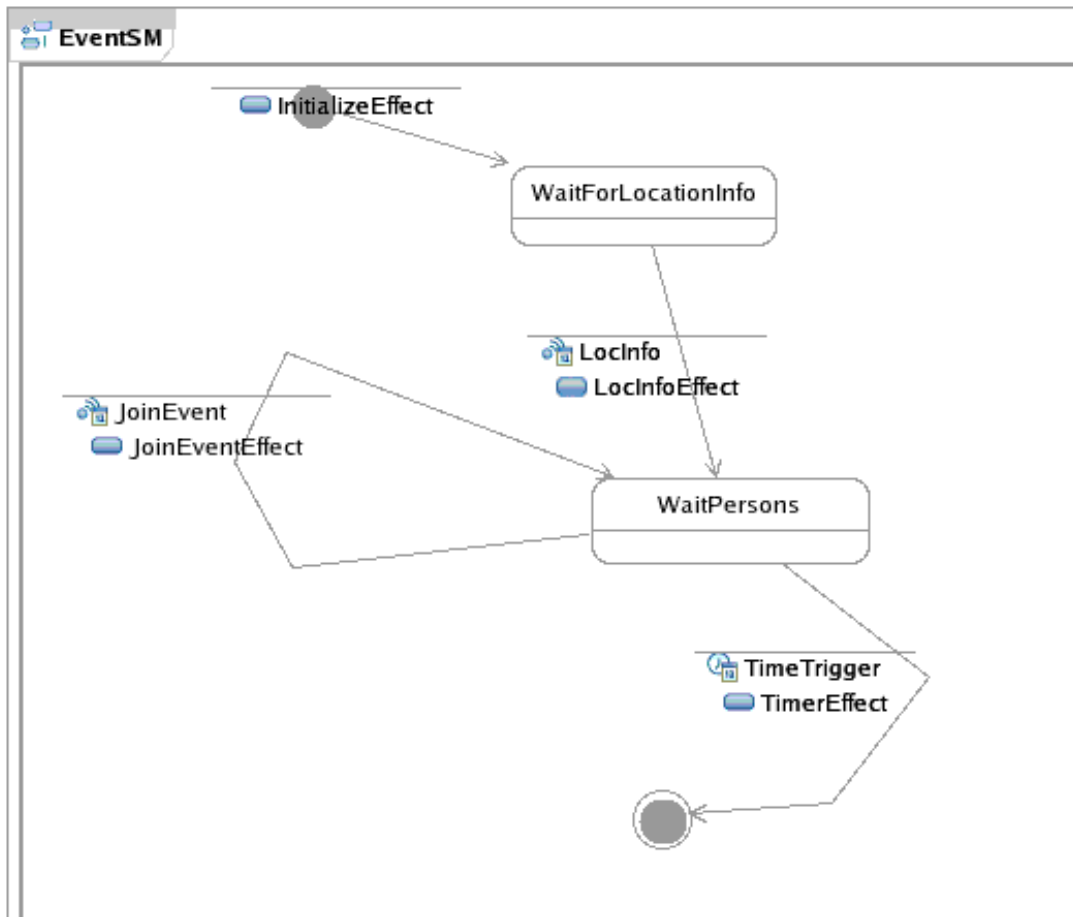 EventSM
InitializeEffect
WaitForLocationInfo
LocInfo
LocInfoEffect
JoinEvent
JoinEventEffect
WaitPersons
TimeTrigger
TimerEffect